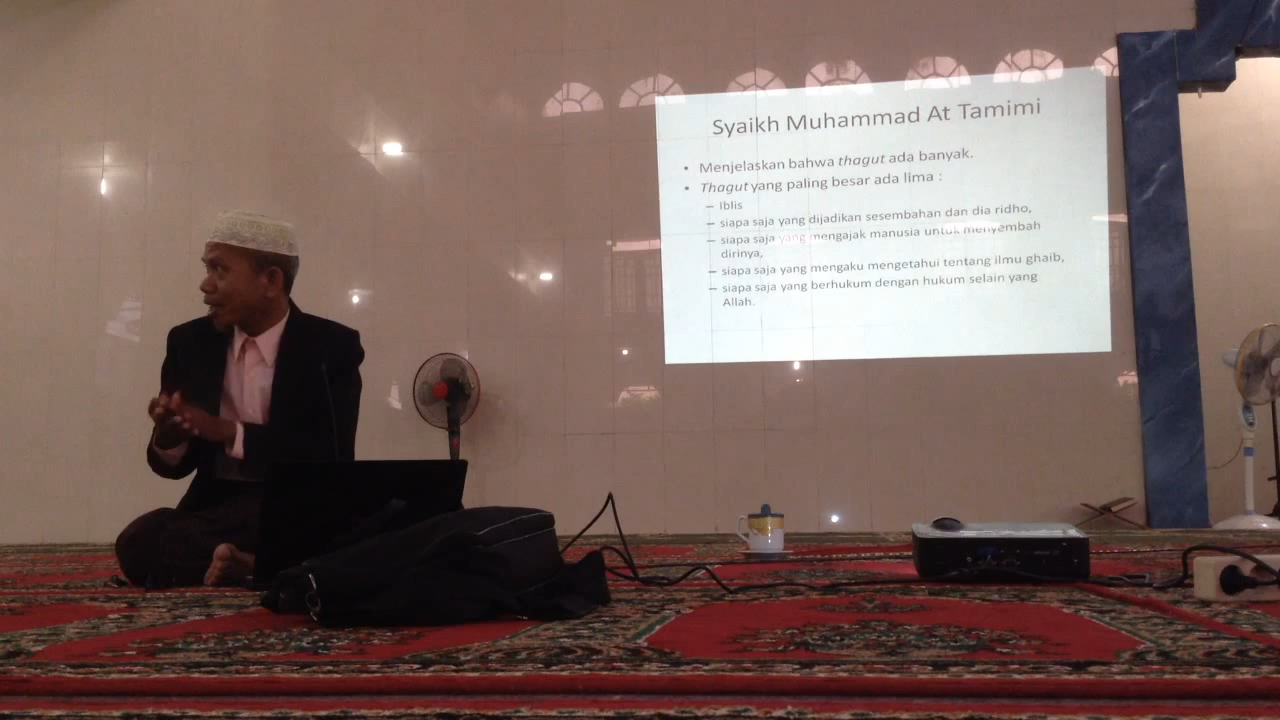 Syaikh Muhammad At Tamimi
• Menjelaskan bahwa thagut ada banyak.
• Thagut yang paling besar ada lima :
– Iblis
– siapa saja yang dijadikan sesembahan dan dia ridho,
– siapa saja yang mengajak manusia untuk menyembah
dirinya,
– siapa saja yang mengaku mengetahui tentang ilmu ghaib,
– siapa saja yang berhukum dengan hukum selain yang
Allah.